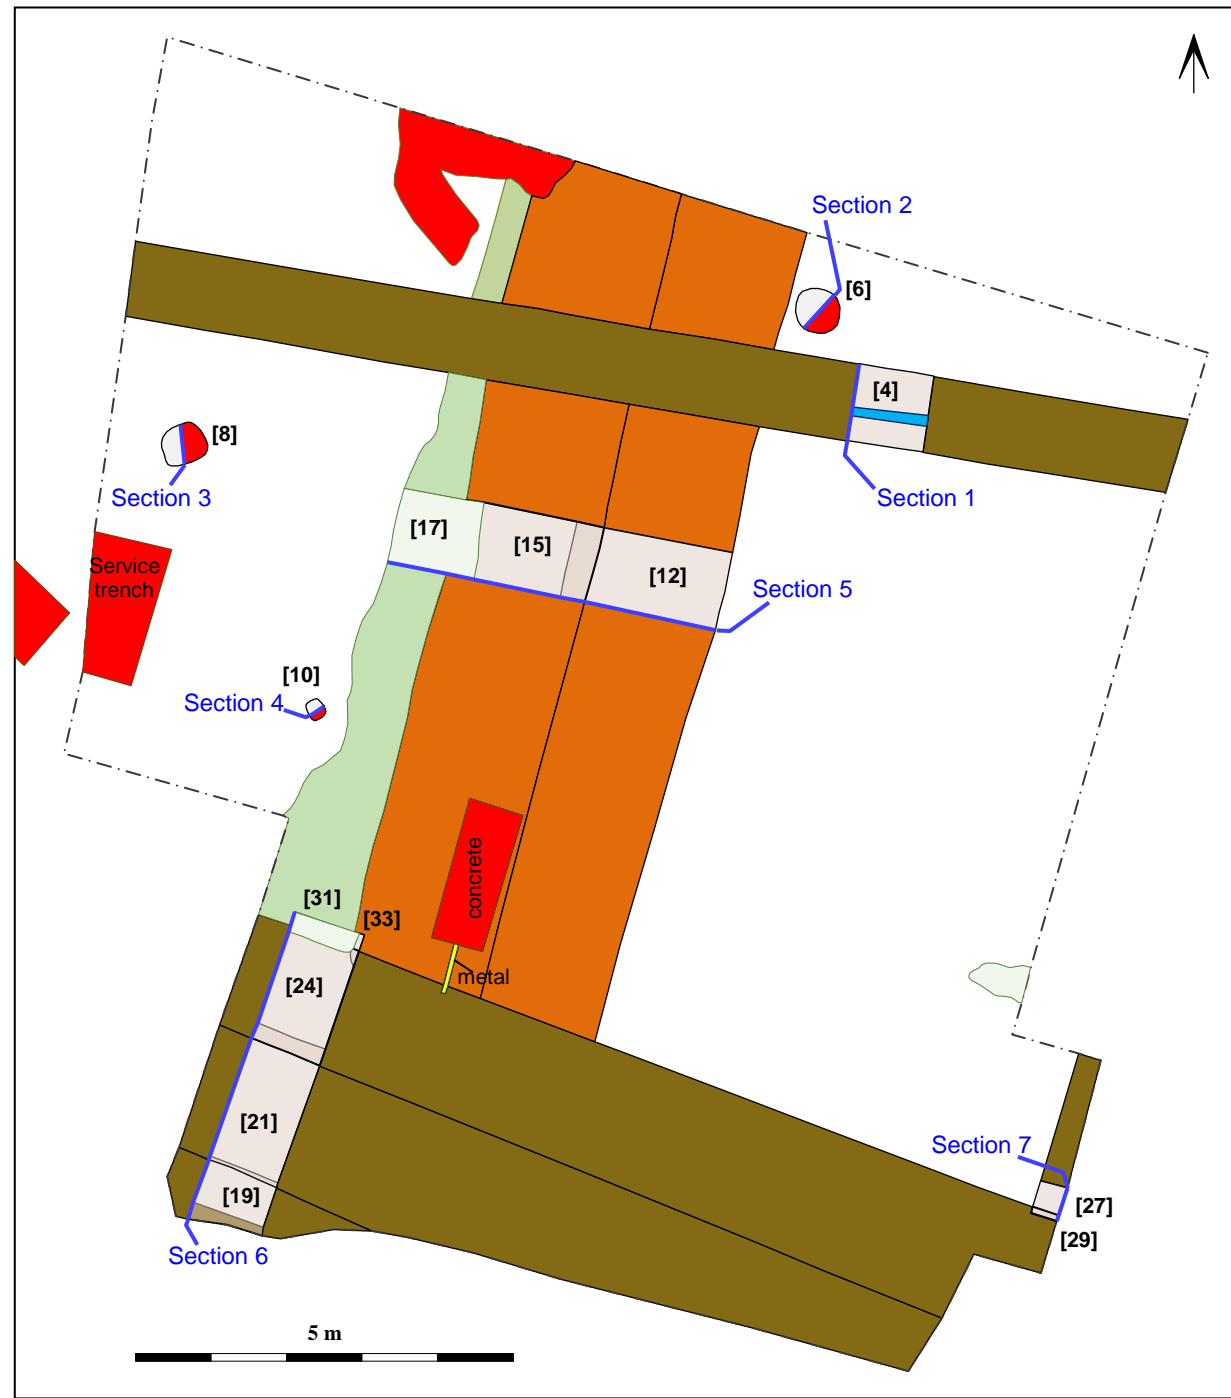 Section 2
[6]
[4]
[8]
Section 3
Section 1
[17]
[15]
[12]
Service
trench
Section 5
[10]
Section 4
concrete
[31]
[33]
metal
[24]
[21]
Section 7
[19]
[27]
[29]
Section 6
5 m